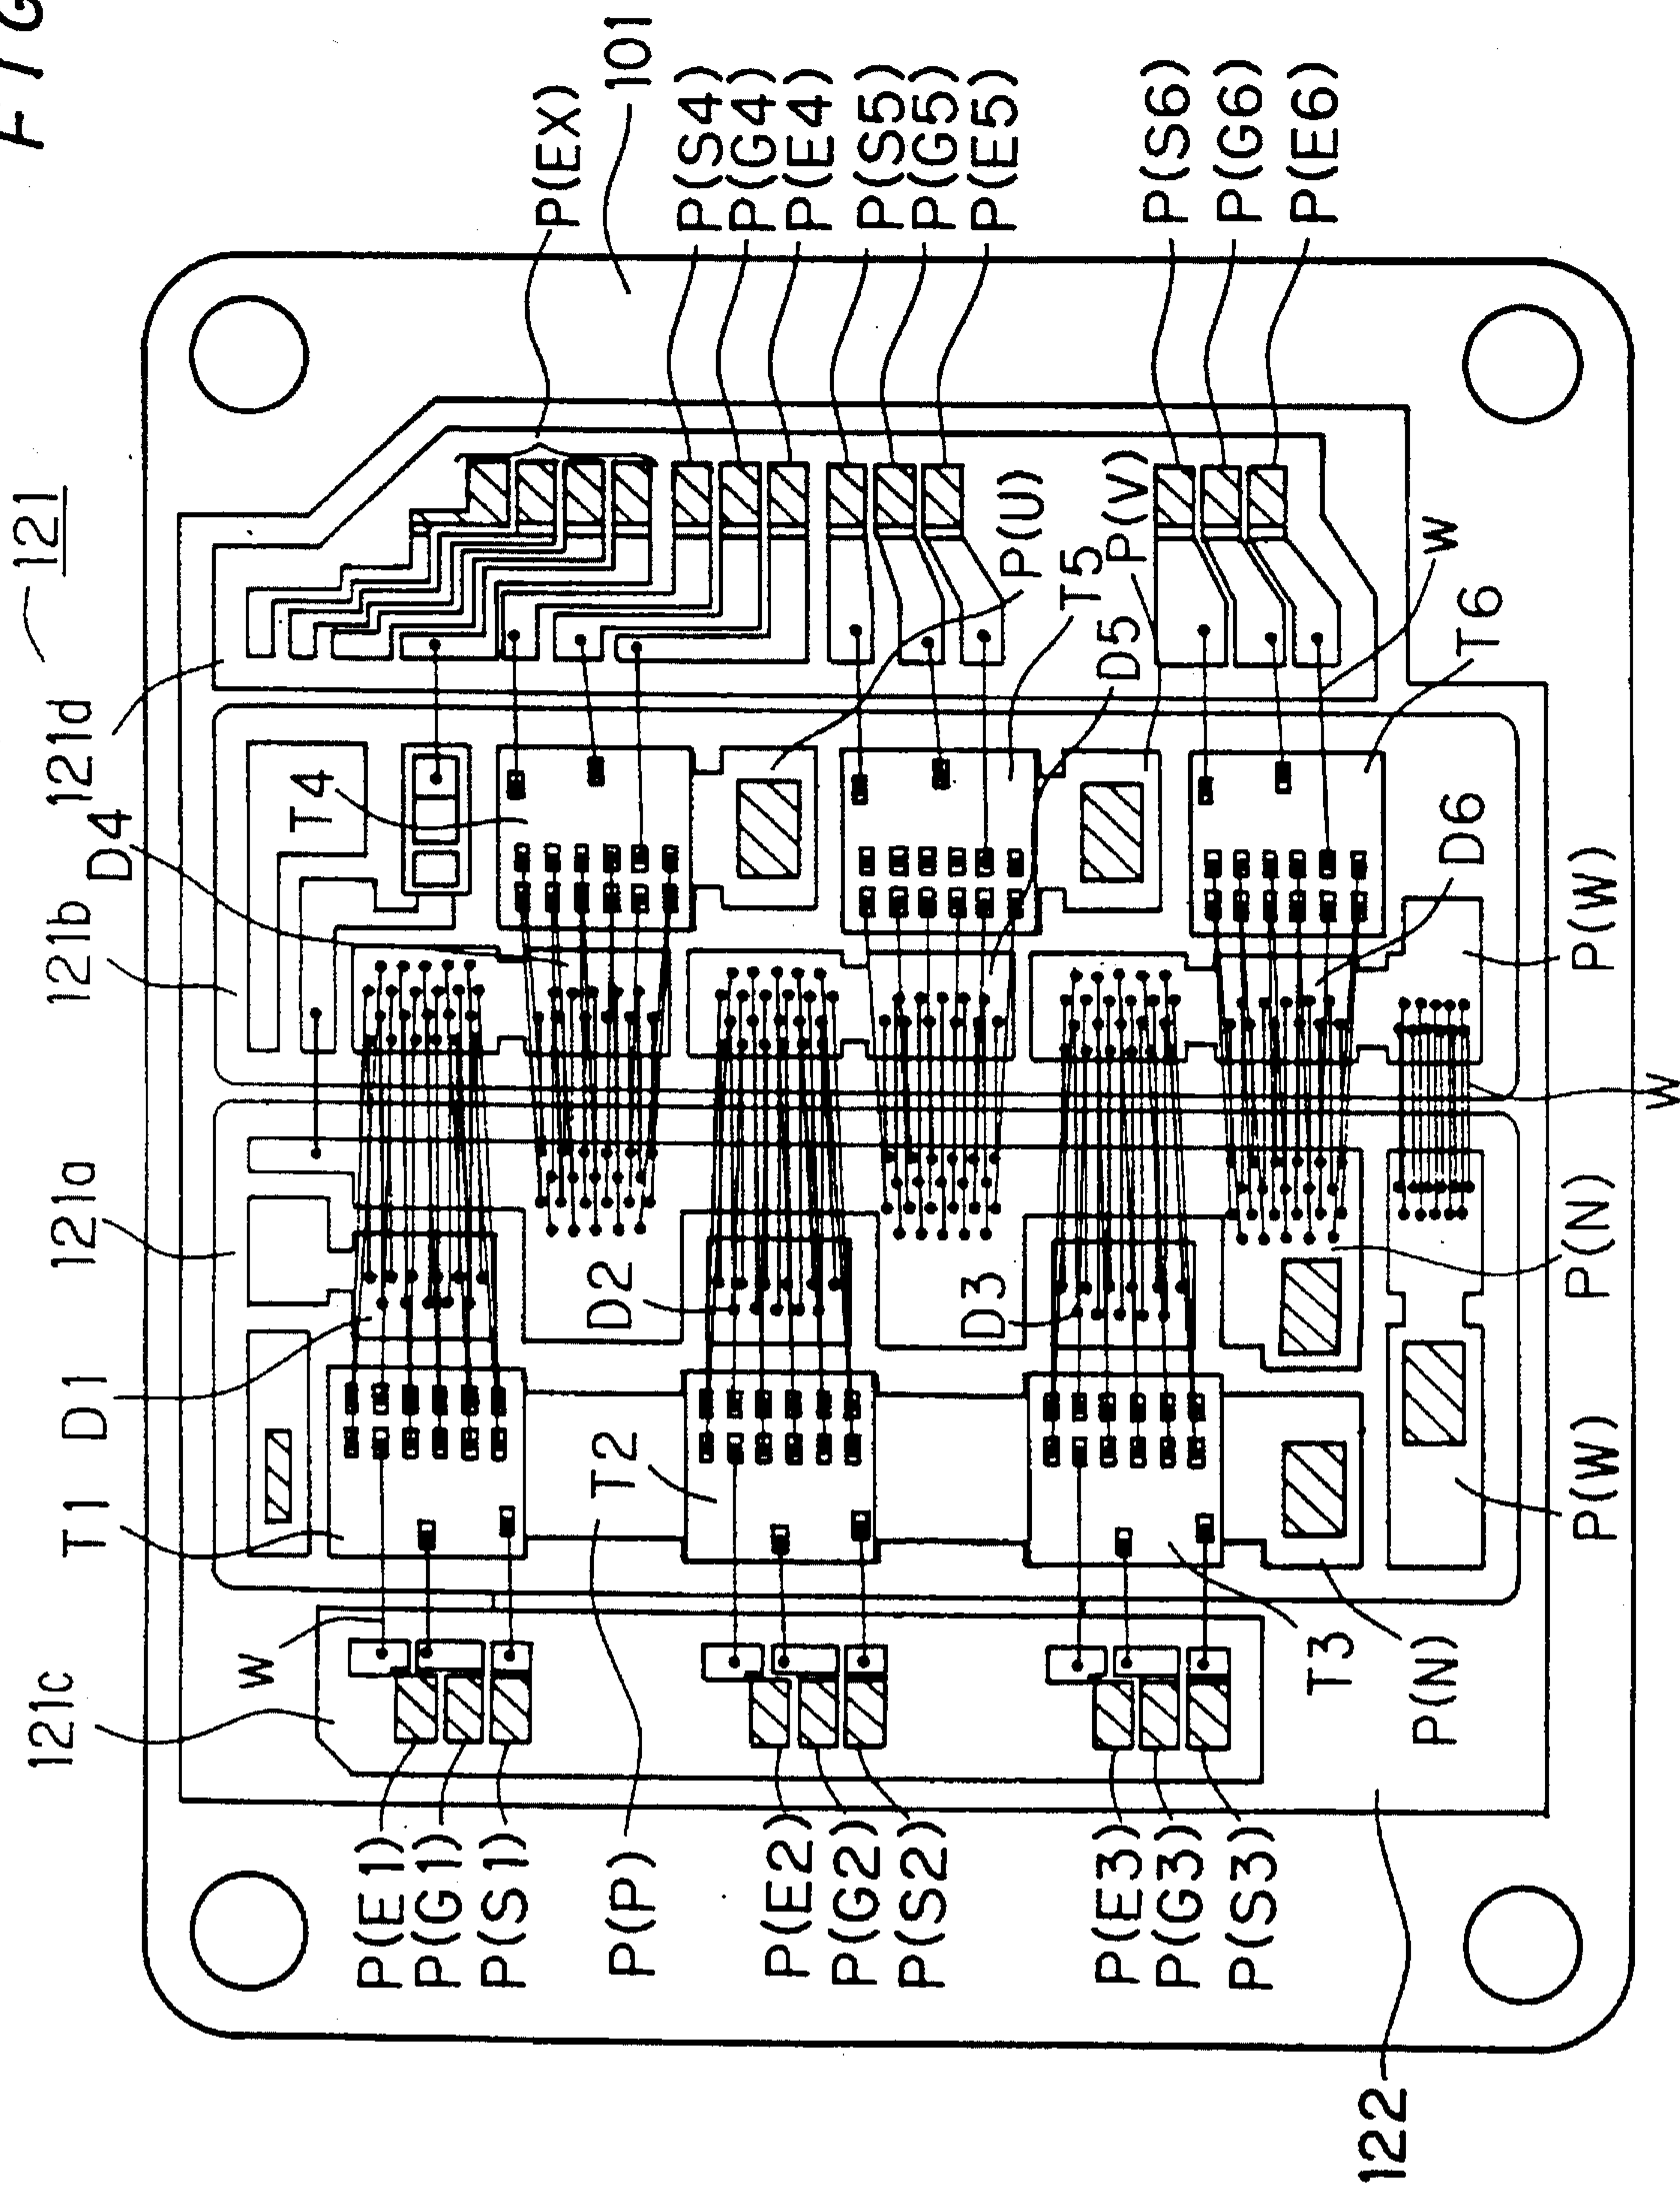 FIG
121
121c
121a
121b
121d
T1
D1
D4
T4
W
P(EX)
101
P(E1)
P(G1)
P(S1)
P(P)
T2
D2
P(S4)
P(G4)
P(E4)
P(S5)
P(G5)
P(E5)
P(E2)
P(G2)
P(S2)
D3
P(U)
T5
D5
P(V)
P(S6)
P(G6)
P(E6)
P(E3)
P(G3)
P(S3)
T3
P(N)
W
T6
D6
122
P(W)
P(N)
W
P(W)